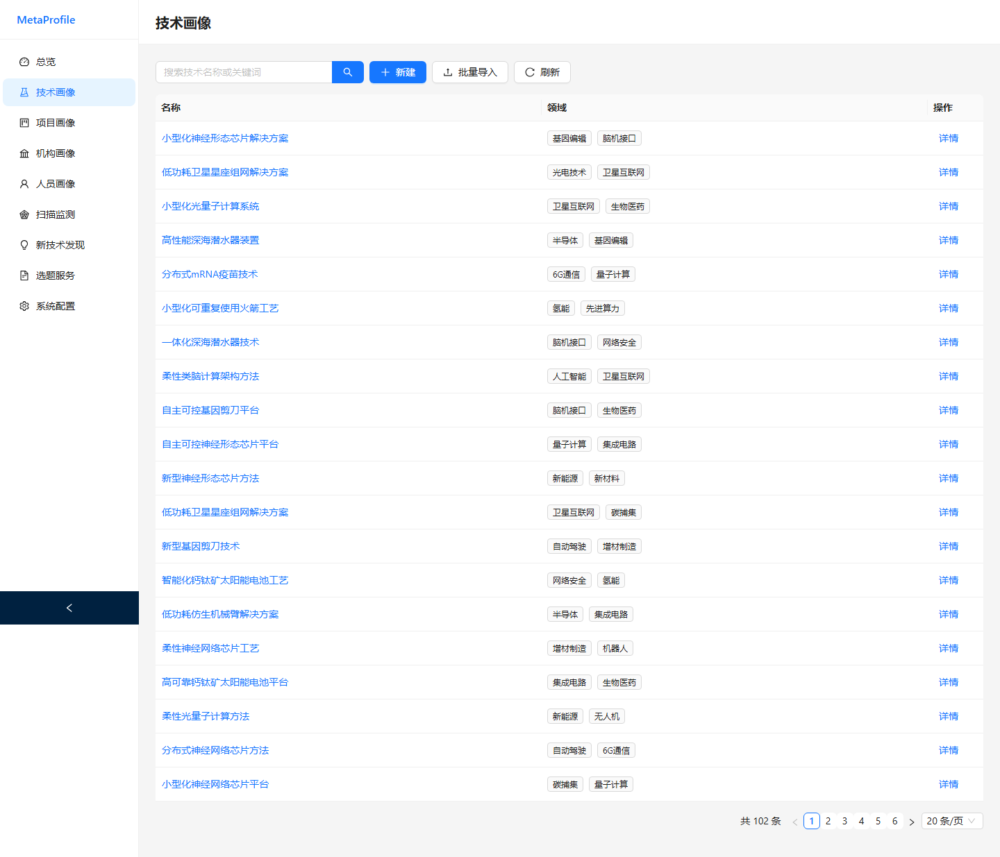 MetaProfile
技术画像
总览
技术画像
项目画像
机构画像
人员画像
扫描监测
新技术发现
选题服务
系统配置
搜索技术名称或关键词
新建
批量导入
刷新
名称 领域 操作
小型化神经形态芯片解决方案 基因编辑 脑机接口 详情
低功耗卫星星座组网解决方案 光电技术 卫星互联网 详情
小型化光量子计算系统 卫星互联网 生物医药 详情
高性能深海潜水器装置 半导体 基因编辑 详情
分布式mRNA疫苗技术 6G通信 量子计算 详情
小型化可重复使用火箭工艺 氢能 先进算力 详情
一体化深海潜水器技术 脑机接口 网络安全 详情
柔性类脑计算架构方法 人工智能 卫星互联网 详情
自主可控基因剪刀平台 脑机接口 生物医药 详情
自主可控神经形态芯片平台 量子计算 集成电路 详情
新型神经形态芯片方法 新能源 新材料 详情
低功耗卫星星座组网解决方案 卫星互联网 碳捕集 详情
新型基因剪刀技术 自动驾驶 增材制造 详情
智能化钙钛矿太阳能电池工艺 网络安全 氢能 详情
低功耗仿生机械臂解决方案 半导体 集成电路 详情
柔性神经网络芯片工艺 增材制造 机器人 详情
高可靠钙钛矿太阳能电池平台 集成电路 生物医药 详情
柔性光量子计算方法 新能源 无人机 详情
分布式神经网络芯片方法 自动驾驶 6G通信 详情
小型化神经网络芯片平台 碳捕集 量子计算 详情
共 102 条 1 2 3 4 5 6 20 条/页